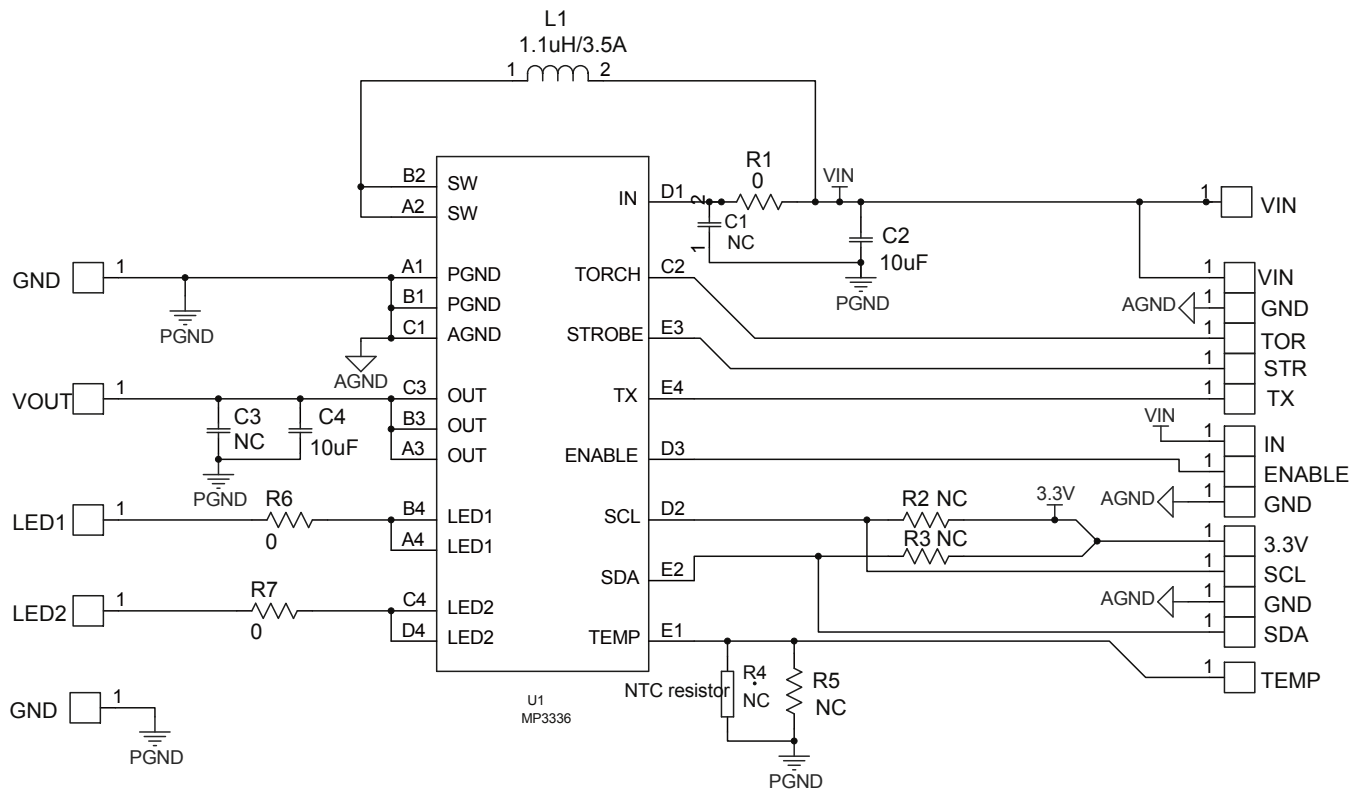 L1
1.1uH/3.5A
1 2
B2 SW
A2 SW
IN D1
2
1
C1
NC
R1
0
VIN
C2
10uF
PGND
1 VIN
GND 1
PGND
A1 PGND
B1 PGND
C1 AGND
AGND
TORCH C2
STROBE E3
TX E4
1 VIN
AGND 1 GND
1 TOR
1 STR
1 TX
VOUT 1
C3
NC
C4
10uF
PGND
C3 OUT
B3 OUT
A3 OUT
ENABLE D3
VIN 1 IN
1 ENABLE
AGND 1 GND
LED1 1
R6
0
B4 LED1
A4 LED1
SCL D2
R2 NC
3.3V
R3 NC
SDA E2
1 3.3V
1 SCL
AGND 1 GND
1 SDA
LED2 1
R7
0
C4 LED2
D4 LED2
TEMP E1
1 TEMP
NTC resistor
R4
NC
R5
NC
PGND
GND 1
PGND
U1
MP3336